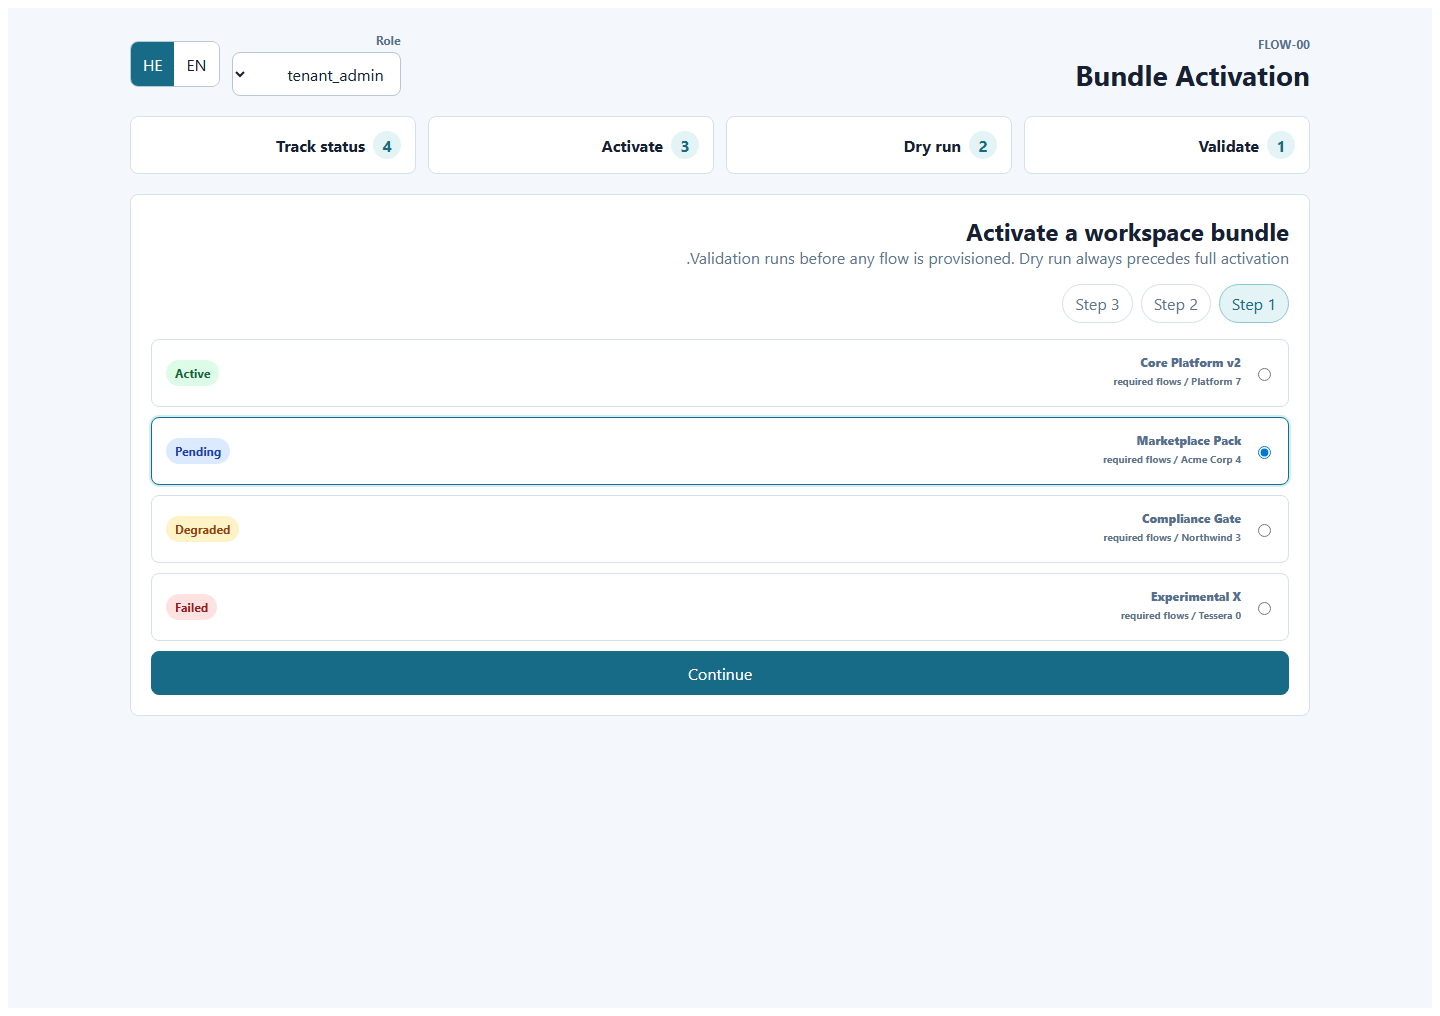 FLOW-00
Bundle Activation
Role
tenant_admin
HE EN
1 Validate
2 Dry run
3 Activate
4 Track status
Activate a workspace bundle
.Validation runs before any flow is provisioned. Dry run always precedes full activation
Step 1
Step 2
Step 3
Core Platform v2
required flows / Platform 7
Active
Marketplace Pack
required flows / Acme Corp 4
Pending
Compliance Gate
required flows / Northwind 3
Degraded
Experimental X
required flows / Tessera 0
Failed
Continue